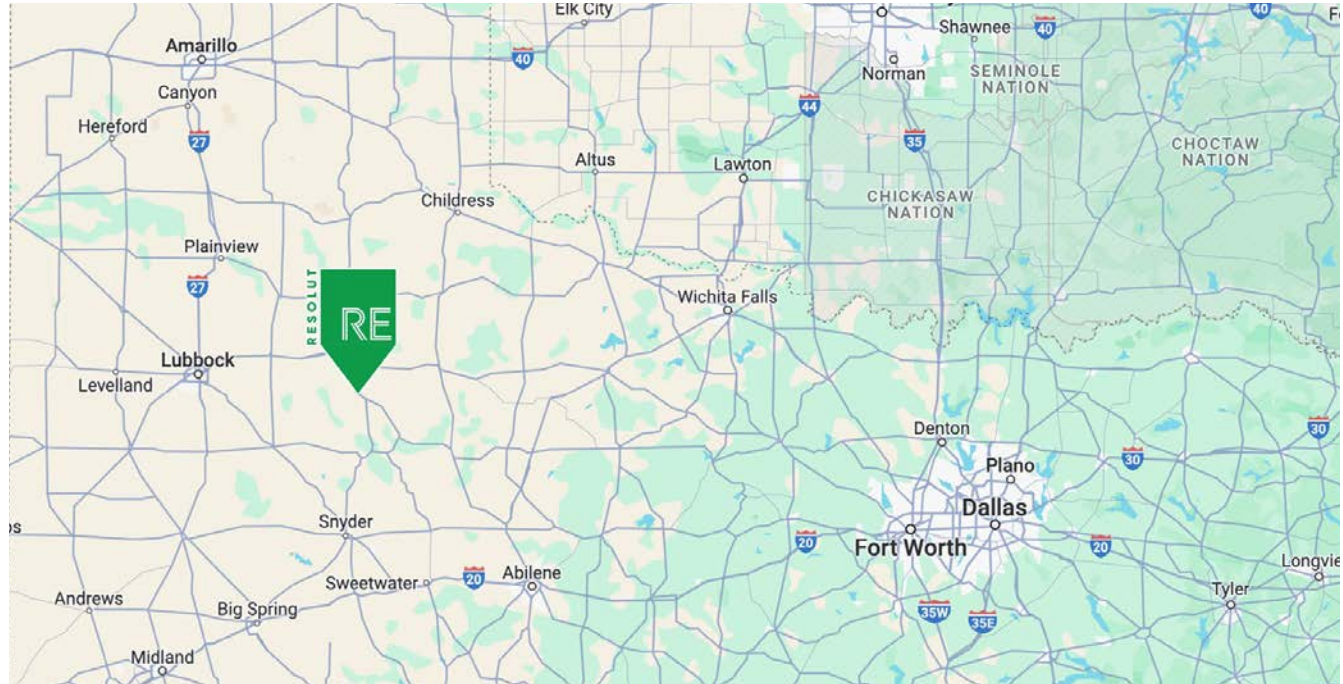 Elk City
40
Shawnee
40
Amarillo
40
Norman
SEMINOLE
NATION
Canyon
44
Hereford
27
35
CHOCTAW
NATION
Altus
Lawton
Childress
CHICKASAW
NATION
Plainview
27
RESOLUT
RE
Wichita Falls
Lubbock
Levelland
Denton
30
30
Plano
Dallas
Snyder
20
Fort Worth
20
Longvie
Sweetwater
20
Abilene
Tyler
Andrews
Big Spring
35W
35E
Midland